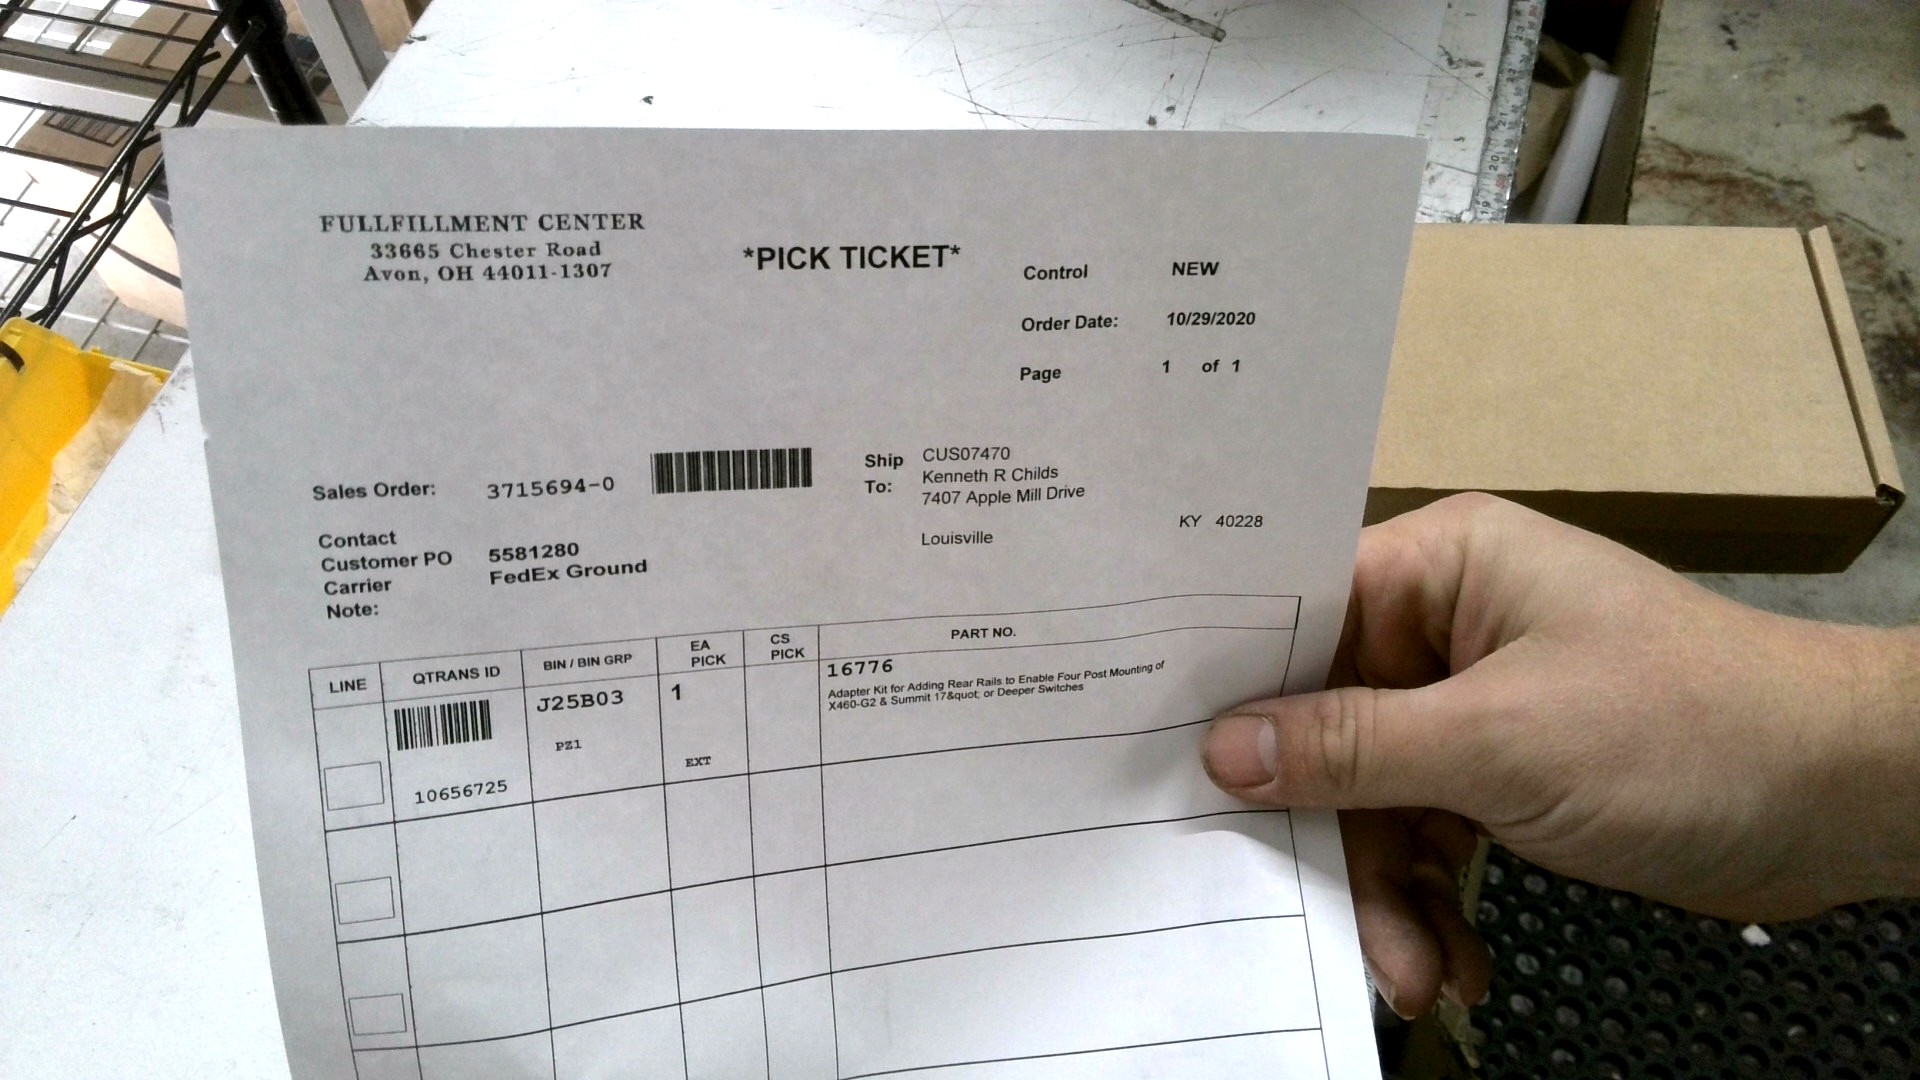 FULLFILLMENT CENTER
33665 Chester Road
Avon, OH 44011-1307
*PICK TICKET*
Control NEW
Order Date: 10/29/2020
Page 1 of 1
Sales Order: 3715694-0
Ship To: CUS07470
Kenneth R Childs
7407 Apple Mill Drive
Louisville KY 40228
Contact
Customer PO 5581280
Carrier FedEx Ground
Note:
LINE QTRANS ID BIN / BIN GRP EA PICK CS PICK PART NO.
10656725
J25B03
PZ1
1
EXT
16776
Adapter Kit for Adding Rear Rails to Enable Four Post Mounting of
X460-G2 & Summit 17&quot; or Deeper Switches